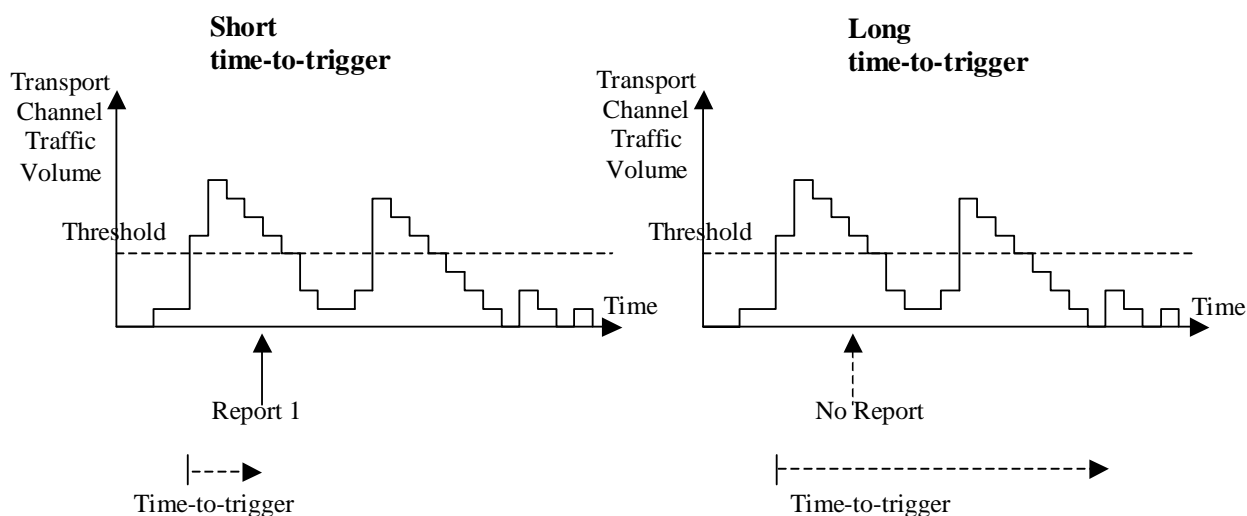 Short
time-to-trigger
Transport
Channel
Traffic
Volume
Threshold
Time
Report 1
Time-to-trigger
Long
time-to-trigger
Transport
Channel
Traffic
Volume
Threshold
Time
No Report
Time-to-trigger